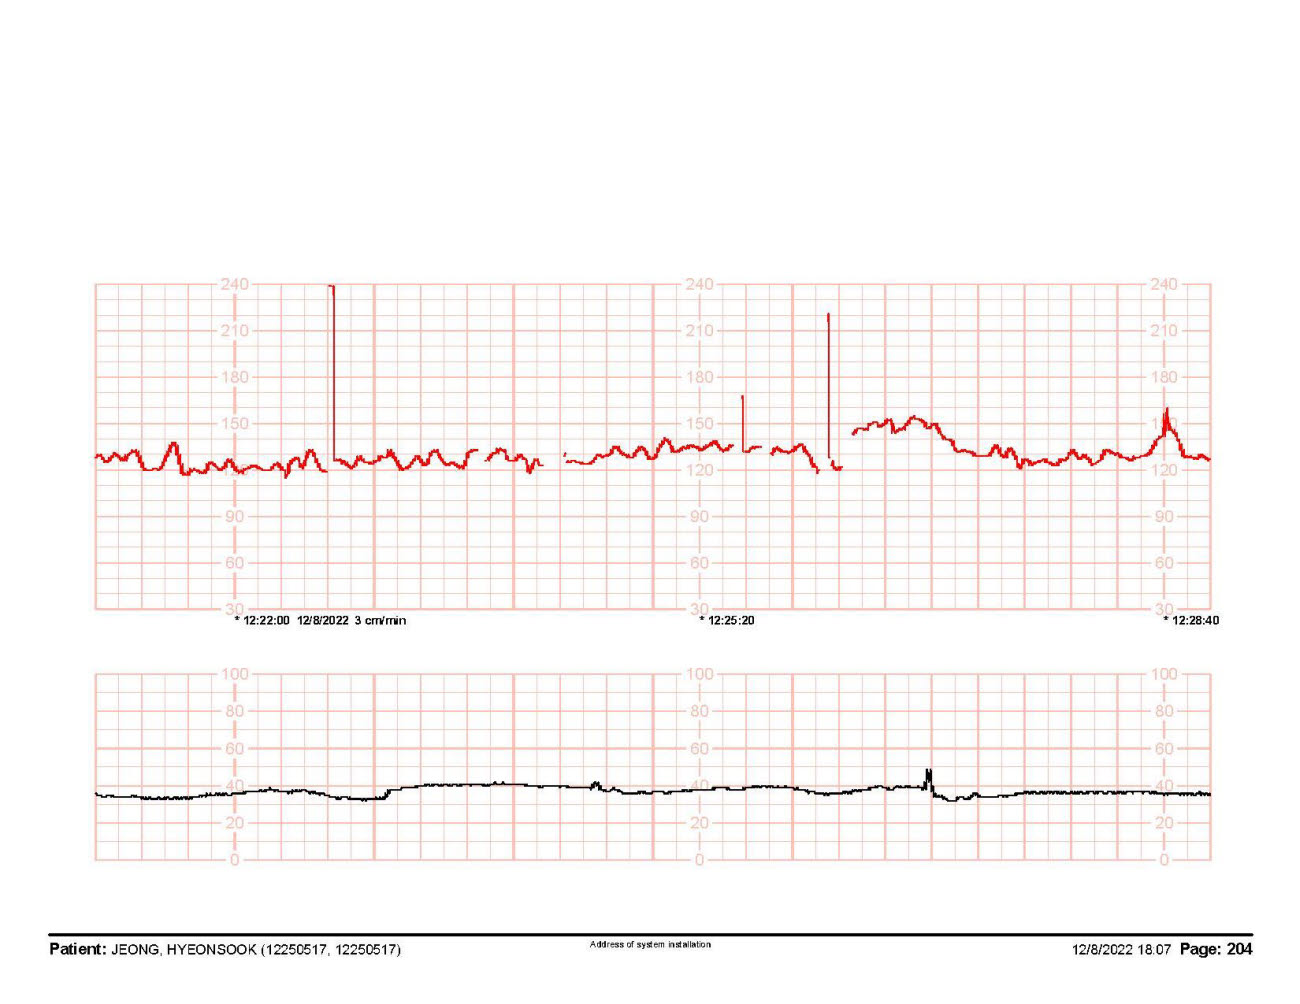 240 240 240
210 210 210
180 180 180
150 150 150
120 120 120
90 90 90
60 60 60
30 30 30
* 12:22:00 12/8/2022 3 cm/min * 12:25:20 * 12:28:40
100 100 100
80 80 80
60 60 60
40 40 40
20 20 20
0 0 0
Patient: JEONG, HYEONSOOK (12250517, 12250517) Address of system installation 12/8/2022 18:07 Page: 204